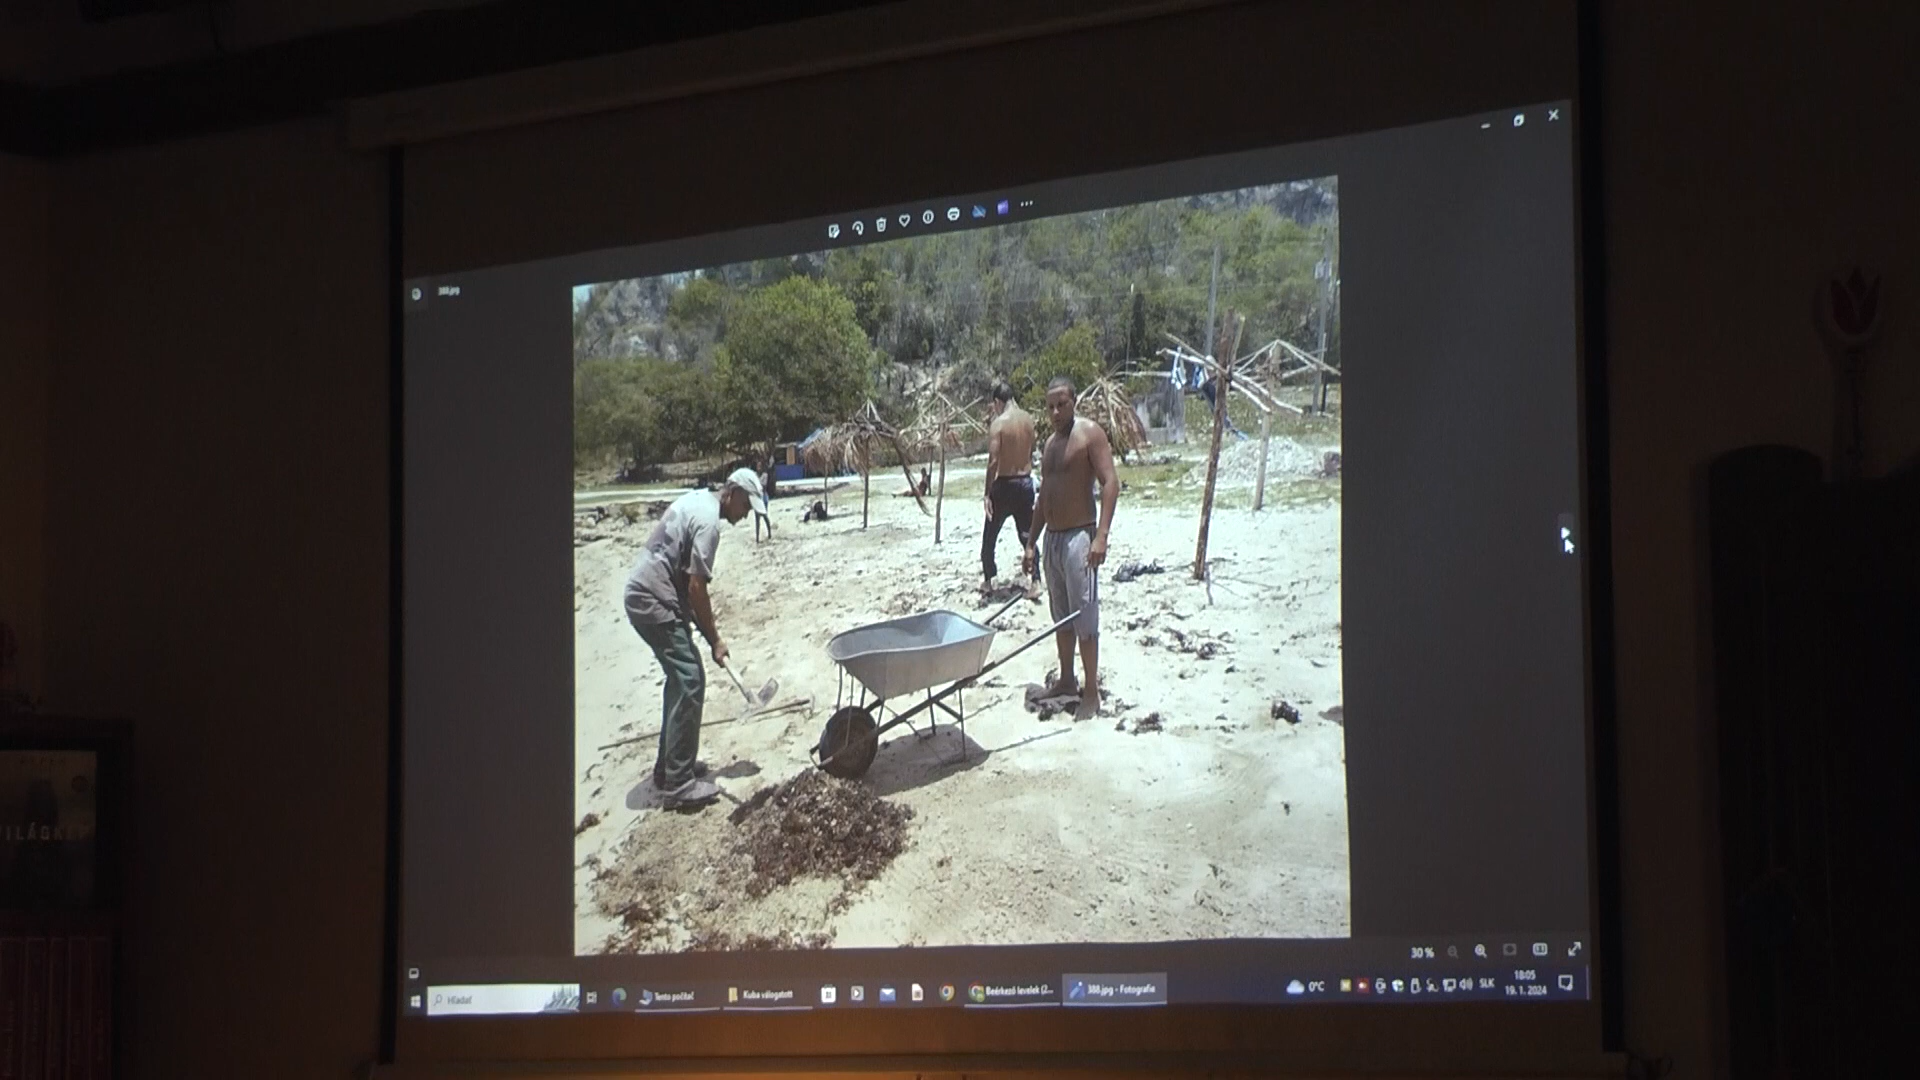 388.jpg
30 %
Hľadať
Tento počítač
Kuba válogatott
Beérkező levelek (2...
388.jpg - Fotografie
0°C
SLK
18:05
19. 1. 2024